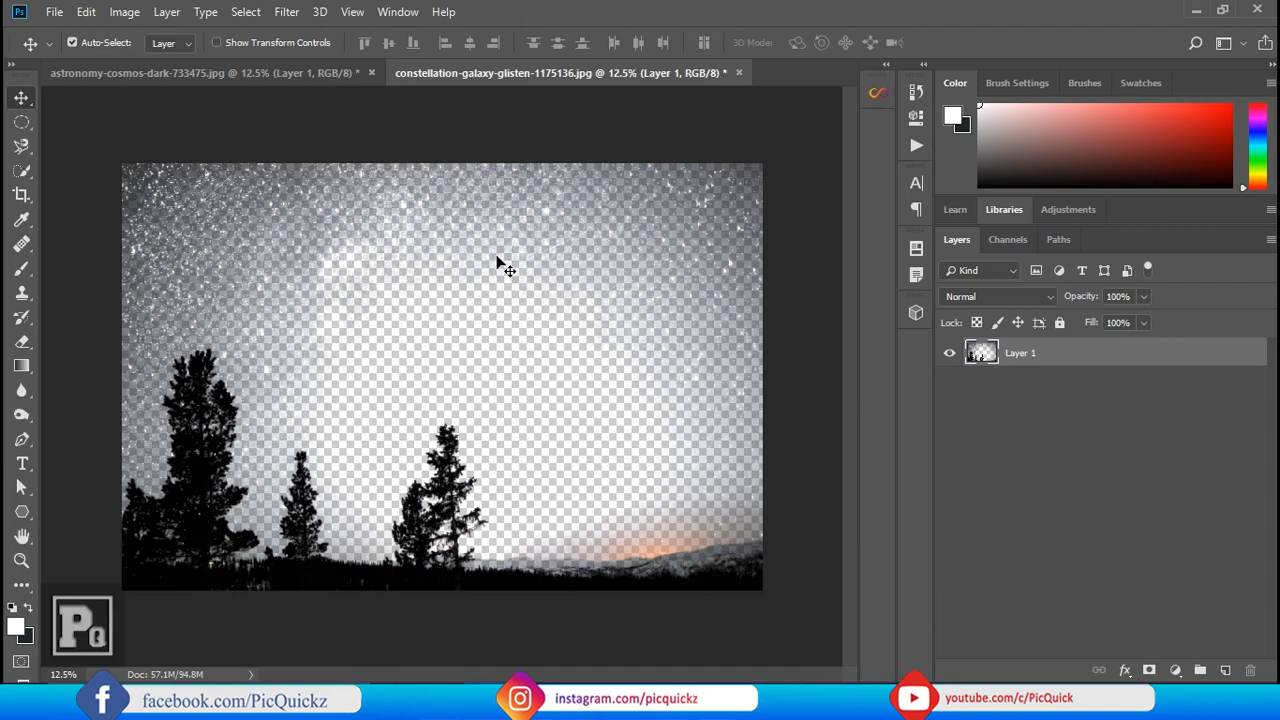 Ps File Edit Image Layer Type Select Filter 3D View Window Help
Auto-Select: Layer Show Transform Controls 3D Mode:
astronomy-cosmos-dark-733475.jpg @ 12.5% (Layer 1, RGB/8) * × constellation-galaxy-glisten-1175136.jpg @ 12.5% (Layer 1, RGB/8) * ×
Color Brush Settings Brushes Swatches
Learn Libraries Adjustments
Layers Channels Paths
Kind
Normal Opacity: 100%
Lock: Fill: 100%
Layer 1
PQ
12.5% Doc: 57.1M/94.8M
facebook.com/PicQuickz
instagram.com/picquickz
youtube.com/c/PicQuick